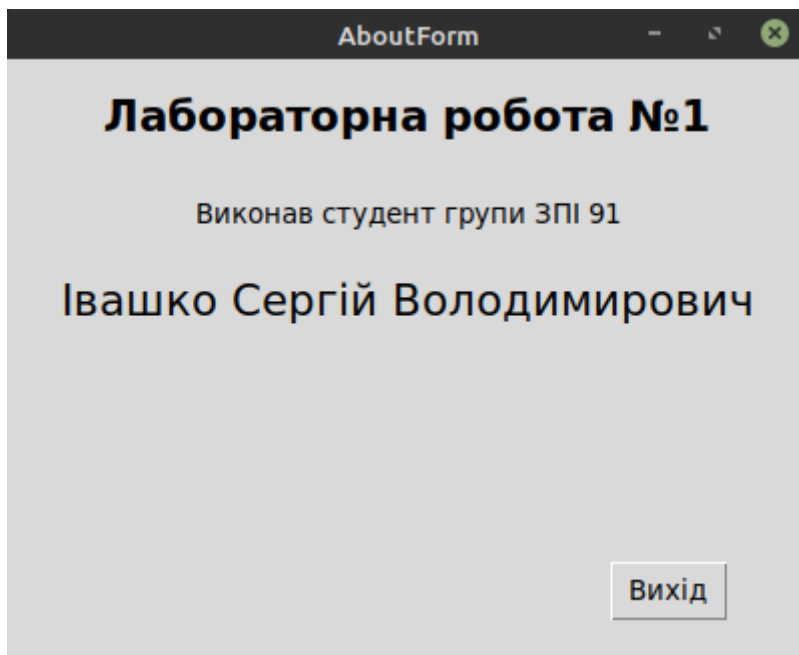 AboutForm
Лабораторна робота №1
Виконав студент групи ЗПІ 91
Івашко Сергій Володимирович
Вихід